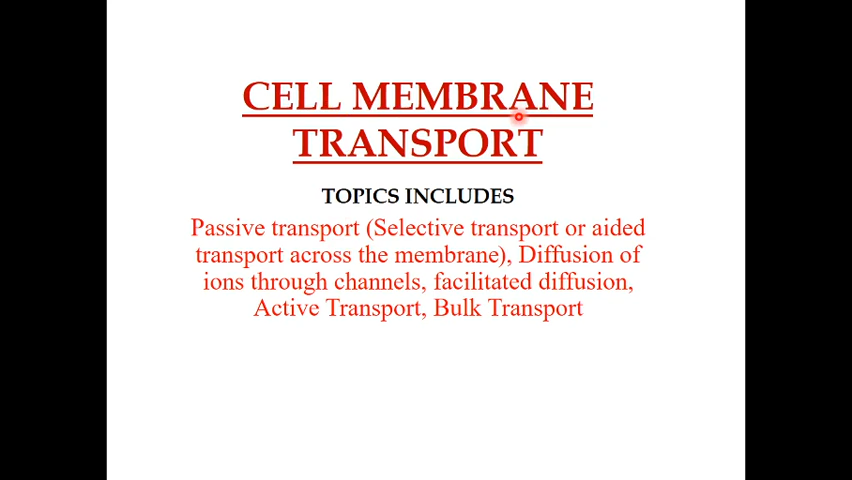 CELL MEMBRANE
TRANSPORT
TOPICS INCLUDES
Passive transport (Selective transport or aided
transport across the membrane), Diffusion of
ions through channels, facilitated diffusion,
Active Transport, Bulk Transport